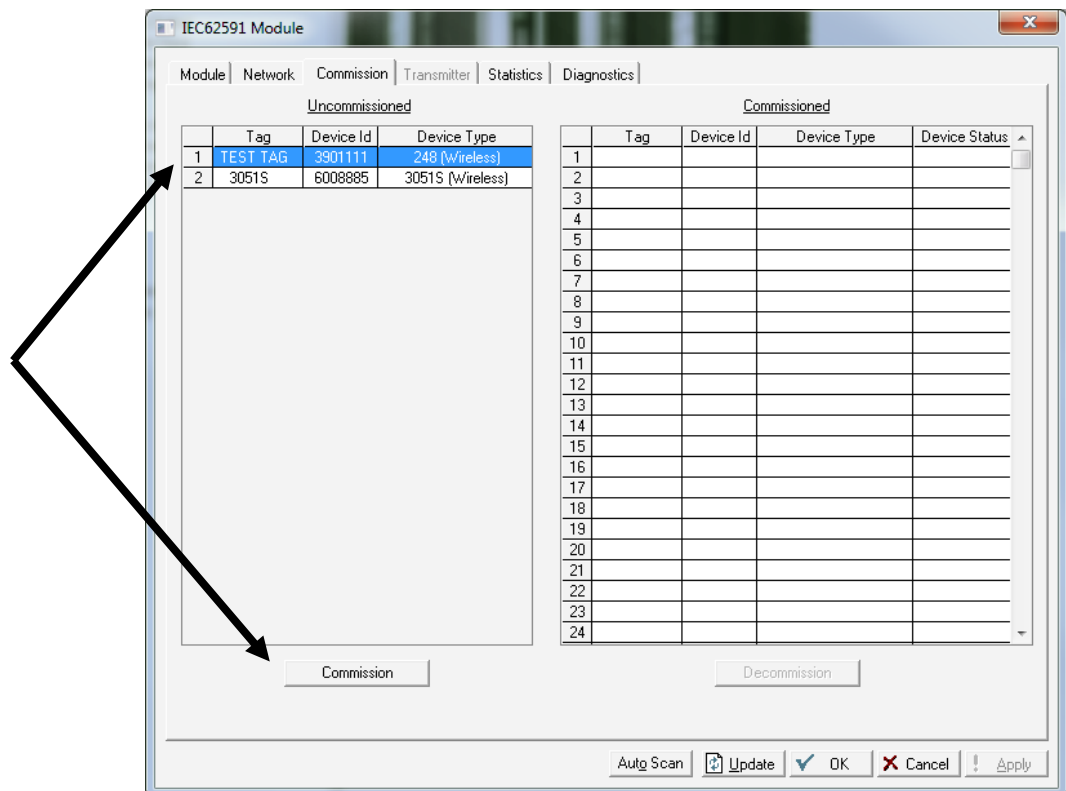 IEC62591 Module
Module Network Commission Transmitter Statistics Diagnostics
Uncommissioned Commissioned
Tag Device Id Device Type Tag Device Id Device Type Device Status
1 TEST TAG 3901111 248 (Wireless) 1
2 3051S 6008885 3051S (Wireless) 2
3
4
5
6
7
8
9
10
11
12
13
14
15
16
17
18
19
20
21
22
23
24
Commission Decommission
Auto Scan Update OK Cancel ! Apply